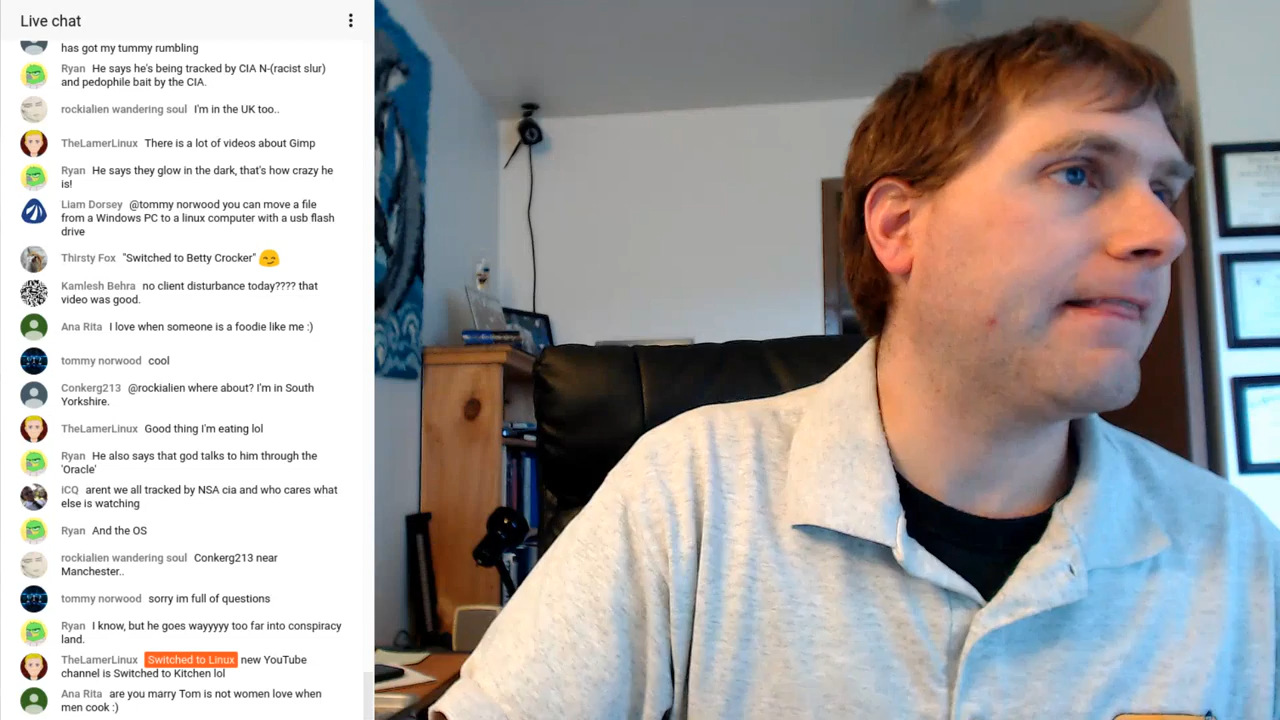 Live chat
has got my tummy rumbling
Ryan He says he's being tracked by CIA N-(racist slur)
and pedophile bait by the CIA.
rockialien wandering soul I'm in the UK too..
TheLamerLinux There is a lot of videos about Gimp
Ryan He says they glow in the dark, that's how crazy he
is!
Liam Dorsey @tommy norwood you can move a file
from a Windows PC to a linux computer with a usb flash
drive
Thirsty Fox "Switched to Betty Crocker" 😏
Kamlesh Behra no client disturbance today???? that
video was good.
Ana Rita I love when someone is a foodie like me :)
tommy norwood cool
Conkerg213 @rockialien where about? I'm in South
Yorkshire.
TheLamerLinux Good thing I'm eating lol
Ryan He also says that god talks to him through the
'Oracle'
iCQ arent we all tracked by NSA cia and who cares what
else is watching
Ryan And the OS
rockialien wandering soul Conkerg213 near
Manchester..
tommy norwood sorry im full of questions
Ryan I know, but he goes wayyyyy too far into conspiracy
land.
TheLamerLinux Switched to Linux new YouTube
channel is Switched to Kitchen lol
Ana Rita are you marry Tom is not women love when
men cook :)